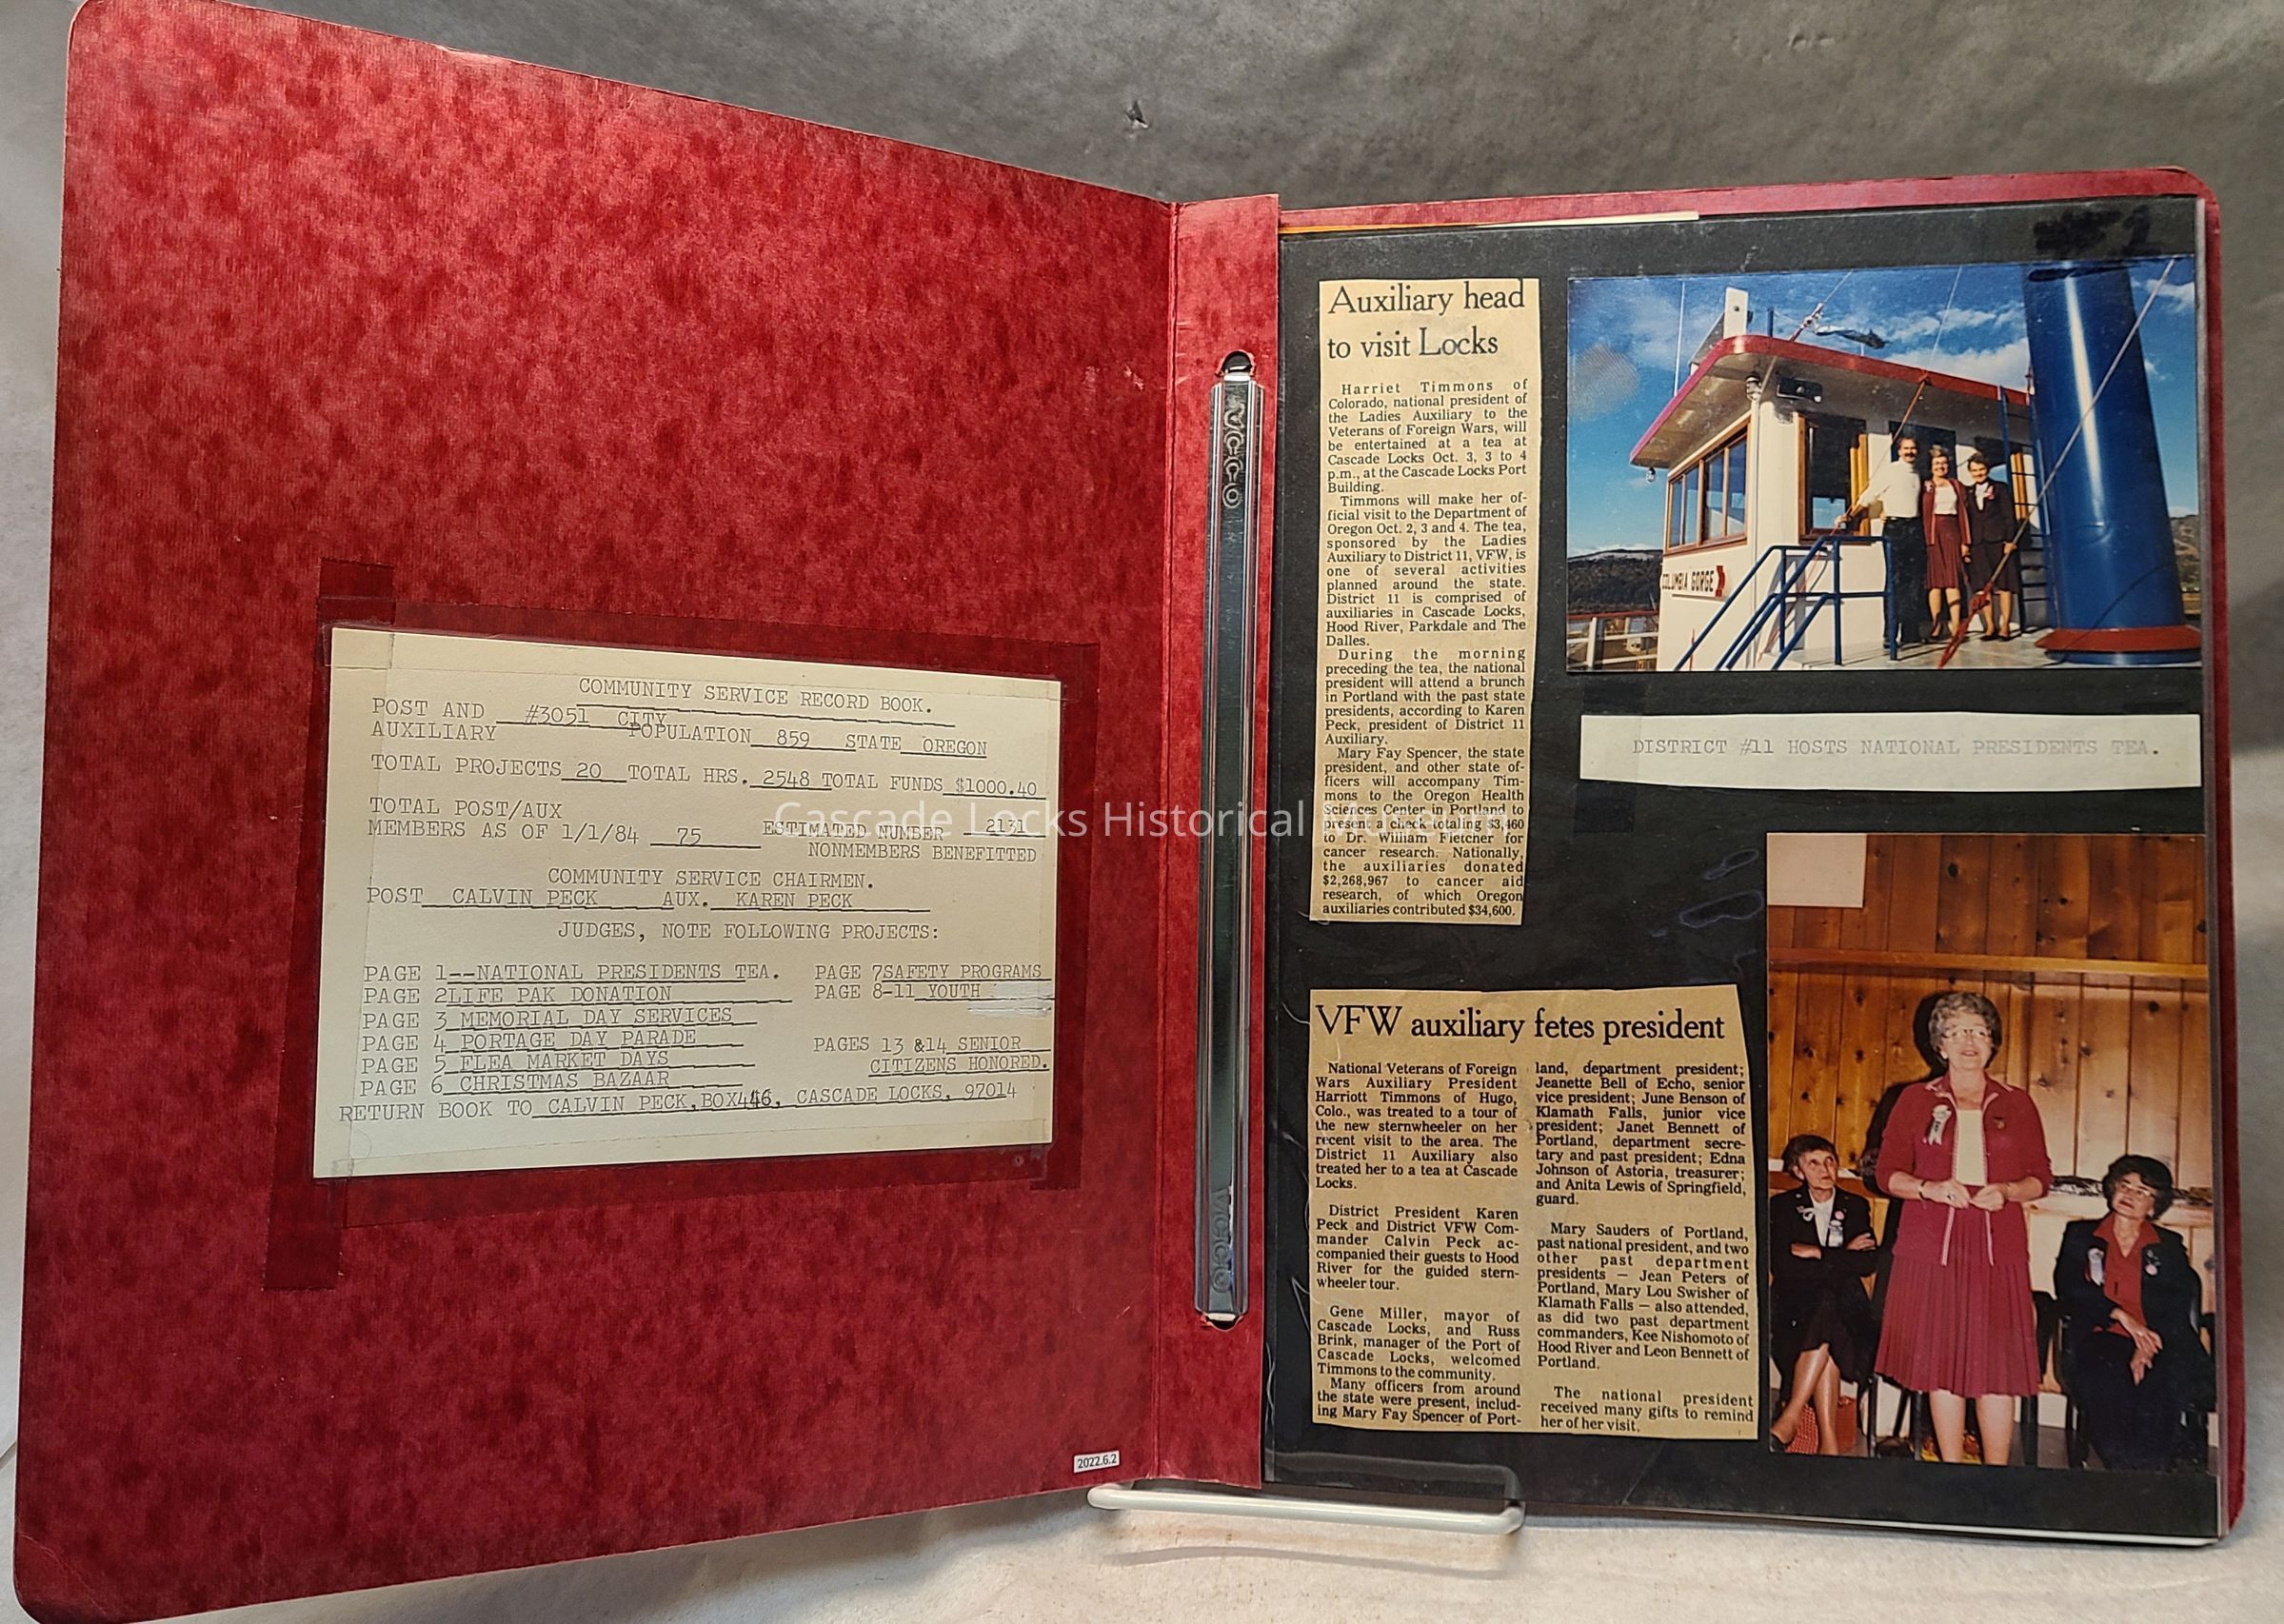 COMMUNITY SERVICE RECORD BOOK.
POST AND #3051 CITY
AUXILIARY POPULATION 859 STATE OREGON
TOTAL PROJECTS 20 TOTAL HRS. 2548 TOTAL FUNDS $1000.40
TOTAL POST/AUX
MEMBERS AS OF 1/1/84 75 ESTIMATED NUMBER 2131
NONMEMBERS BENEFITTED
COMMUNITY SERVICE CHAIRMEN.
POST CALVIN PECK AUX. KAREN PECK
JUDGES, NOTE FOLLOWING PROJECTS:
PAGE 1--NATIONAL PRESIDENTS TEA. PAGE 7SAFETY PROGRAMS
PAGE 2LIFE PAK DONATION PAGE 8-11 YOUTH
PAGE 3 MEMORIAL DAY SERVICES
PAGE 4 PORTAGE DAY PARADE PAGES 13 &14 SENIOR
PAGE 5 FLEA MARKET DAYS CITIZENS HONORED.
PAGE 6 CHRISTMAS BAZAAR
RETURN BOOK TO CALVIN PECK, BOX446, CASCADE LOCKS, 97014
2022.6.2
acco
acco
Cascade Locks Historical Museum
Auxiliary head
to visit Locks
Harriet Timmons of
Colorado, national president of
the Ladies Auxiliary to the
Veterans of Foreign Wars, will
be entertained at a tea at
Cascade Locks Oct. 3, 3 to 4
p.m., at the Cascade Locks Port
Building.
Timmons will make her of-
ficial visit to the Department of
Oregon Oct. 2, 3 and 4. The tea,
sponsored by the Ladies
Auxiliary to District 11, VFW, is
one of several activities
planned around the state.
District 11 is comprised of
auxiliaries in Cascade Locks,
Hood River, Parkdale and The
Dalles.
During the morning
preceding the tea, the national
president will attend a brunch
in Portland with the past state
presidents, according to Karen
Peck, president of District 11
Auxiliary.
Mary Fay Spencer, the state
president, and other state of-
ficers will accompany Tim-
mons to the Oregon Health
Sciences Center in Portland to
present a check totaling $3,460
to Dr. William Fletcher for
cancer research. Nationally,
the auxiliaries donated
$2,268,967 to cancer aid
research, of which Oregon
auxiliaries contributed $34,600.
COLUMBIA GORGE
DISTRICT #11 HOSTS NATIONAL PRESIDENTS TEA.
VFW auxiliary fetes president
National Veterans of Foreign
Wars Auxiliary President
Harriott Timmons of Hugo,
Colo., was treated to a tour of
the new sternwheeler on her
recent visit to the area. The
District 11 Auxiliary also
treated her to a tea at Cascade
Locks.
District President Karen
Peck and District VFW Com-
mander Calvin Peck ac-
companied their guests to Hood
River for the guided stern-
wheeler tour.
Gene Miller, mayor of
Cascade Locks, and Russ
Brink, manager of the Port of
Cascade Locks, welcomed
Timmons to the community.
Many officers from around
the state were present, includ-
ing Mary Fay Spencer of Port-
land, department president;
Jeanette Bell of Echo, senior
vice president; June Benson of
Klamath Falls, junior vice
president; Janet Bennett of
Portland, department secre-
tary and past president; Edna
Johnson of Astoria, treasurer;
and Anita Lewis of Springfield,
guard.
Mary Sauders of Portland,
past national president, and two
other past department
presidents — Jean Peters of
Portland, Mary Lou Swisher of
Klamath Falls — also attended,
as did two past department
commanders, Kee Nishomoto of
Hood River and Leon Bennett of
Portland.
The national president
received many gifts to remind
her of her visit.